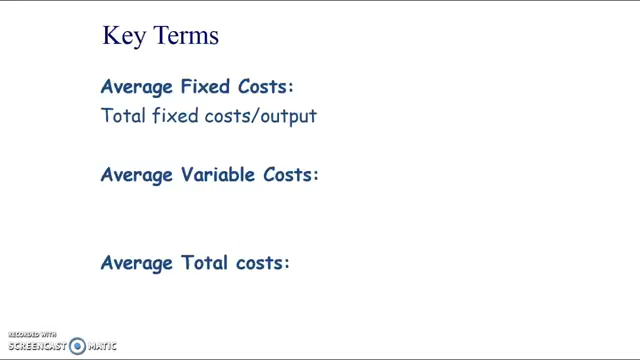 Key Terms
Average Fixed Costs:
Total fixed costs/output
Average Variable Costs:
Average Total costs:
RECORDED WITH
SCREENCAST MATIC